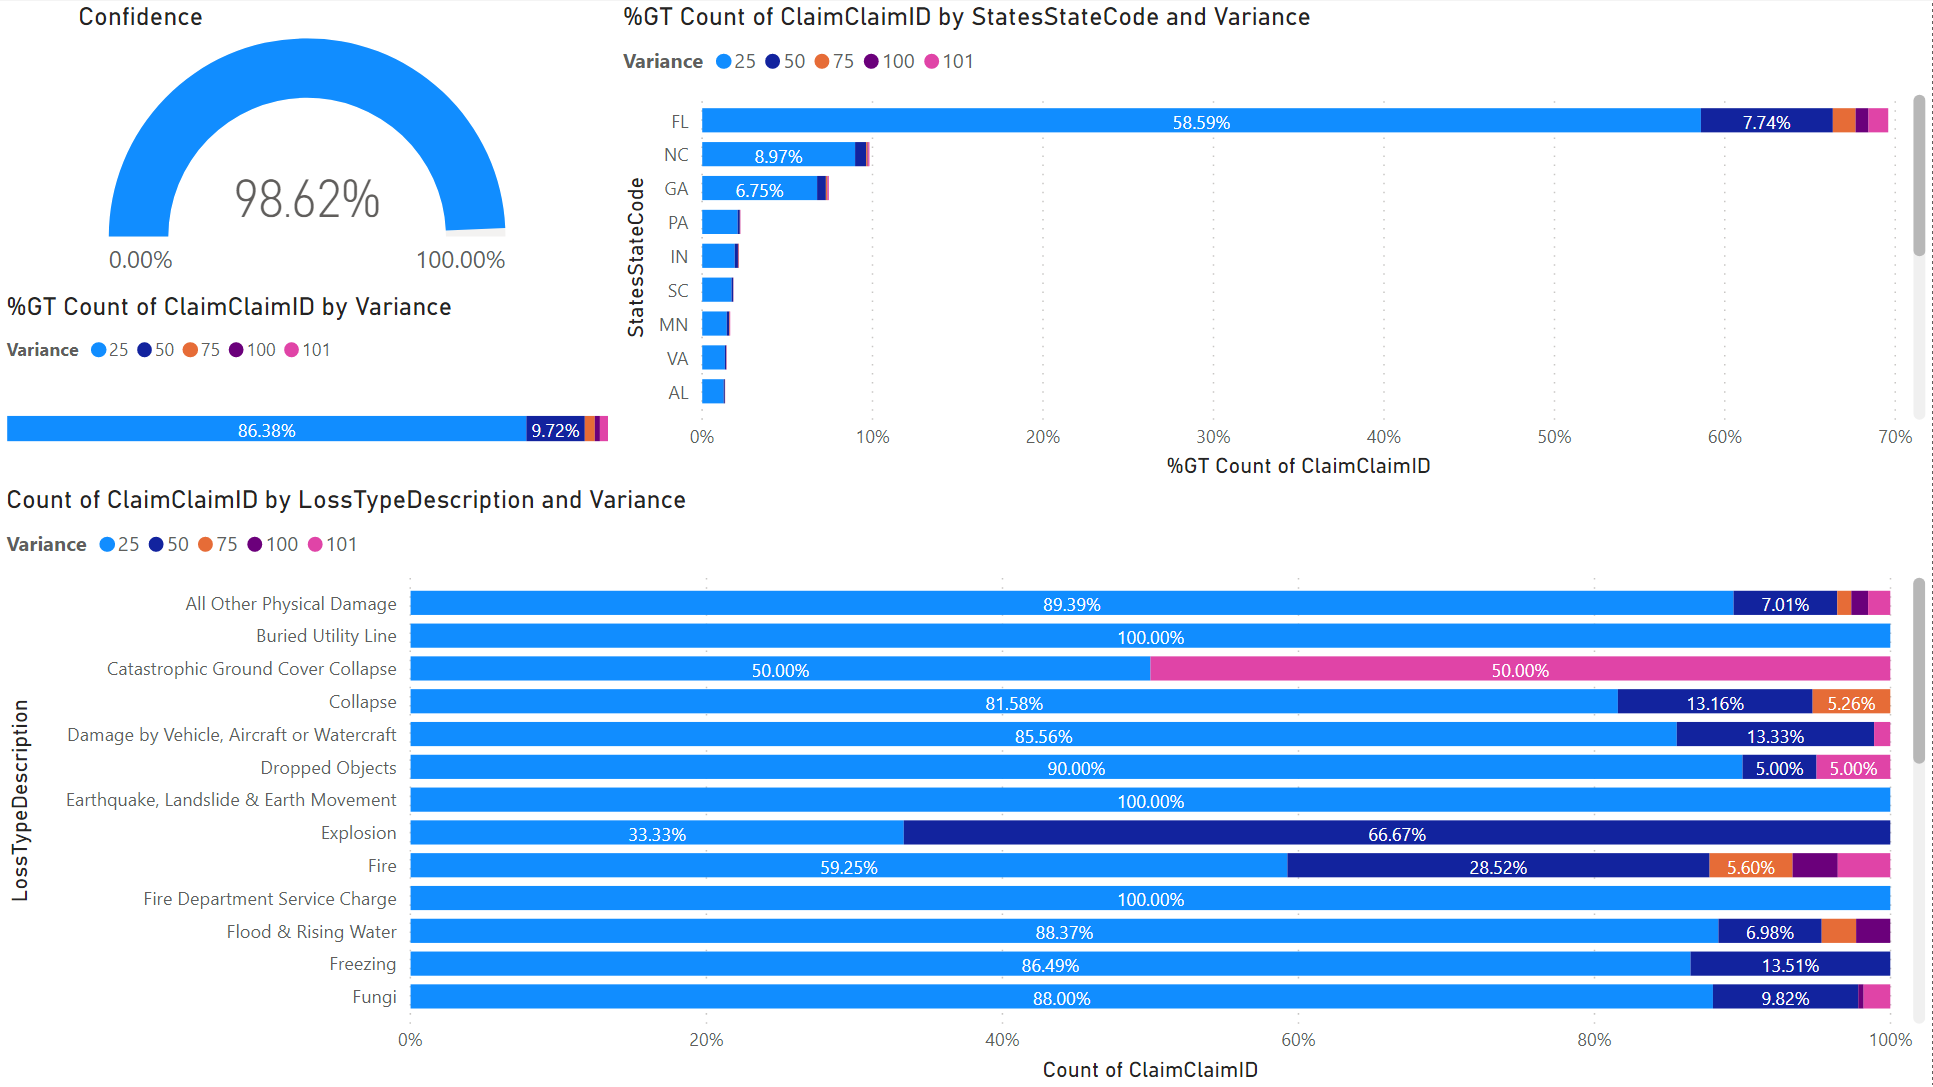 Confidence
98.62%
0.00% 100.00%
%GT Count of ClaimClaimID by Variance
Variance 25 50 75 100 101
86.38% 9.72%
%GT Count of ClaimClaimID by StatesStateCode and Variance
Variance 25 50 75 100 101
StatesStateCode
FL 58.59% 7.74%
NC 8.97%
GA 6.75%
PA
IN
SC
MN
VA
AL
0% 10% 20% 30% 40% 50% 60% 70%
%GT Count of ClaimClaimID
Count of ClaimClaimID by LossTypeDescription and Variance
Variance 25 50 75 100 101
LossTypeDescription
All Other Physical Damage 89.39% 7.01%
Buried Utility Line 100.00%
Catastrophic Ground Cover Collapse 50.00% 50.00%
Collapse 81.58% 13.16% 5.26%
Damage by Vehicle, Aircraft or Watercraft 85.56% 13.33%
Dropped Objects 90.00% 5.00% 5.00%
Earthquake, Landslide & Earth Movement 100.00%
Explosion 33.33% 66.67%
Fire 59.25% 28.52% 5.60%
Fire Department Service Charge 100.00%
Flood & Rising Water 88.37% 6.98%
Freezing 86.49% 13.51%
Fungi 88.00% 9.82%
0% 20% 40% 60% 80% 100%
Count of ClaimClaimID